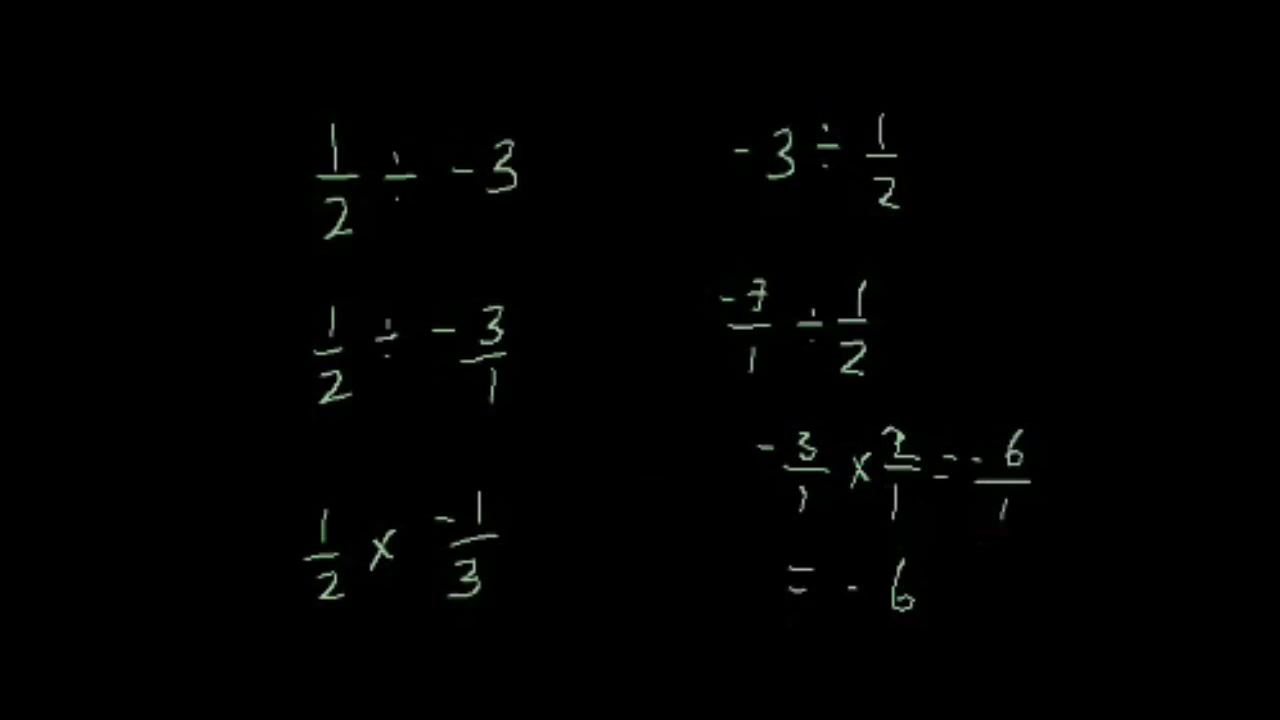 1/2 ÷ -3
1/2 ÷ -3/1
1/2 × -1/3
-3 ÷ 1/2
-3/1 ÷ 1/2
-3/1 × 2/1 = -6/1
= -6